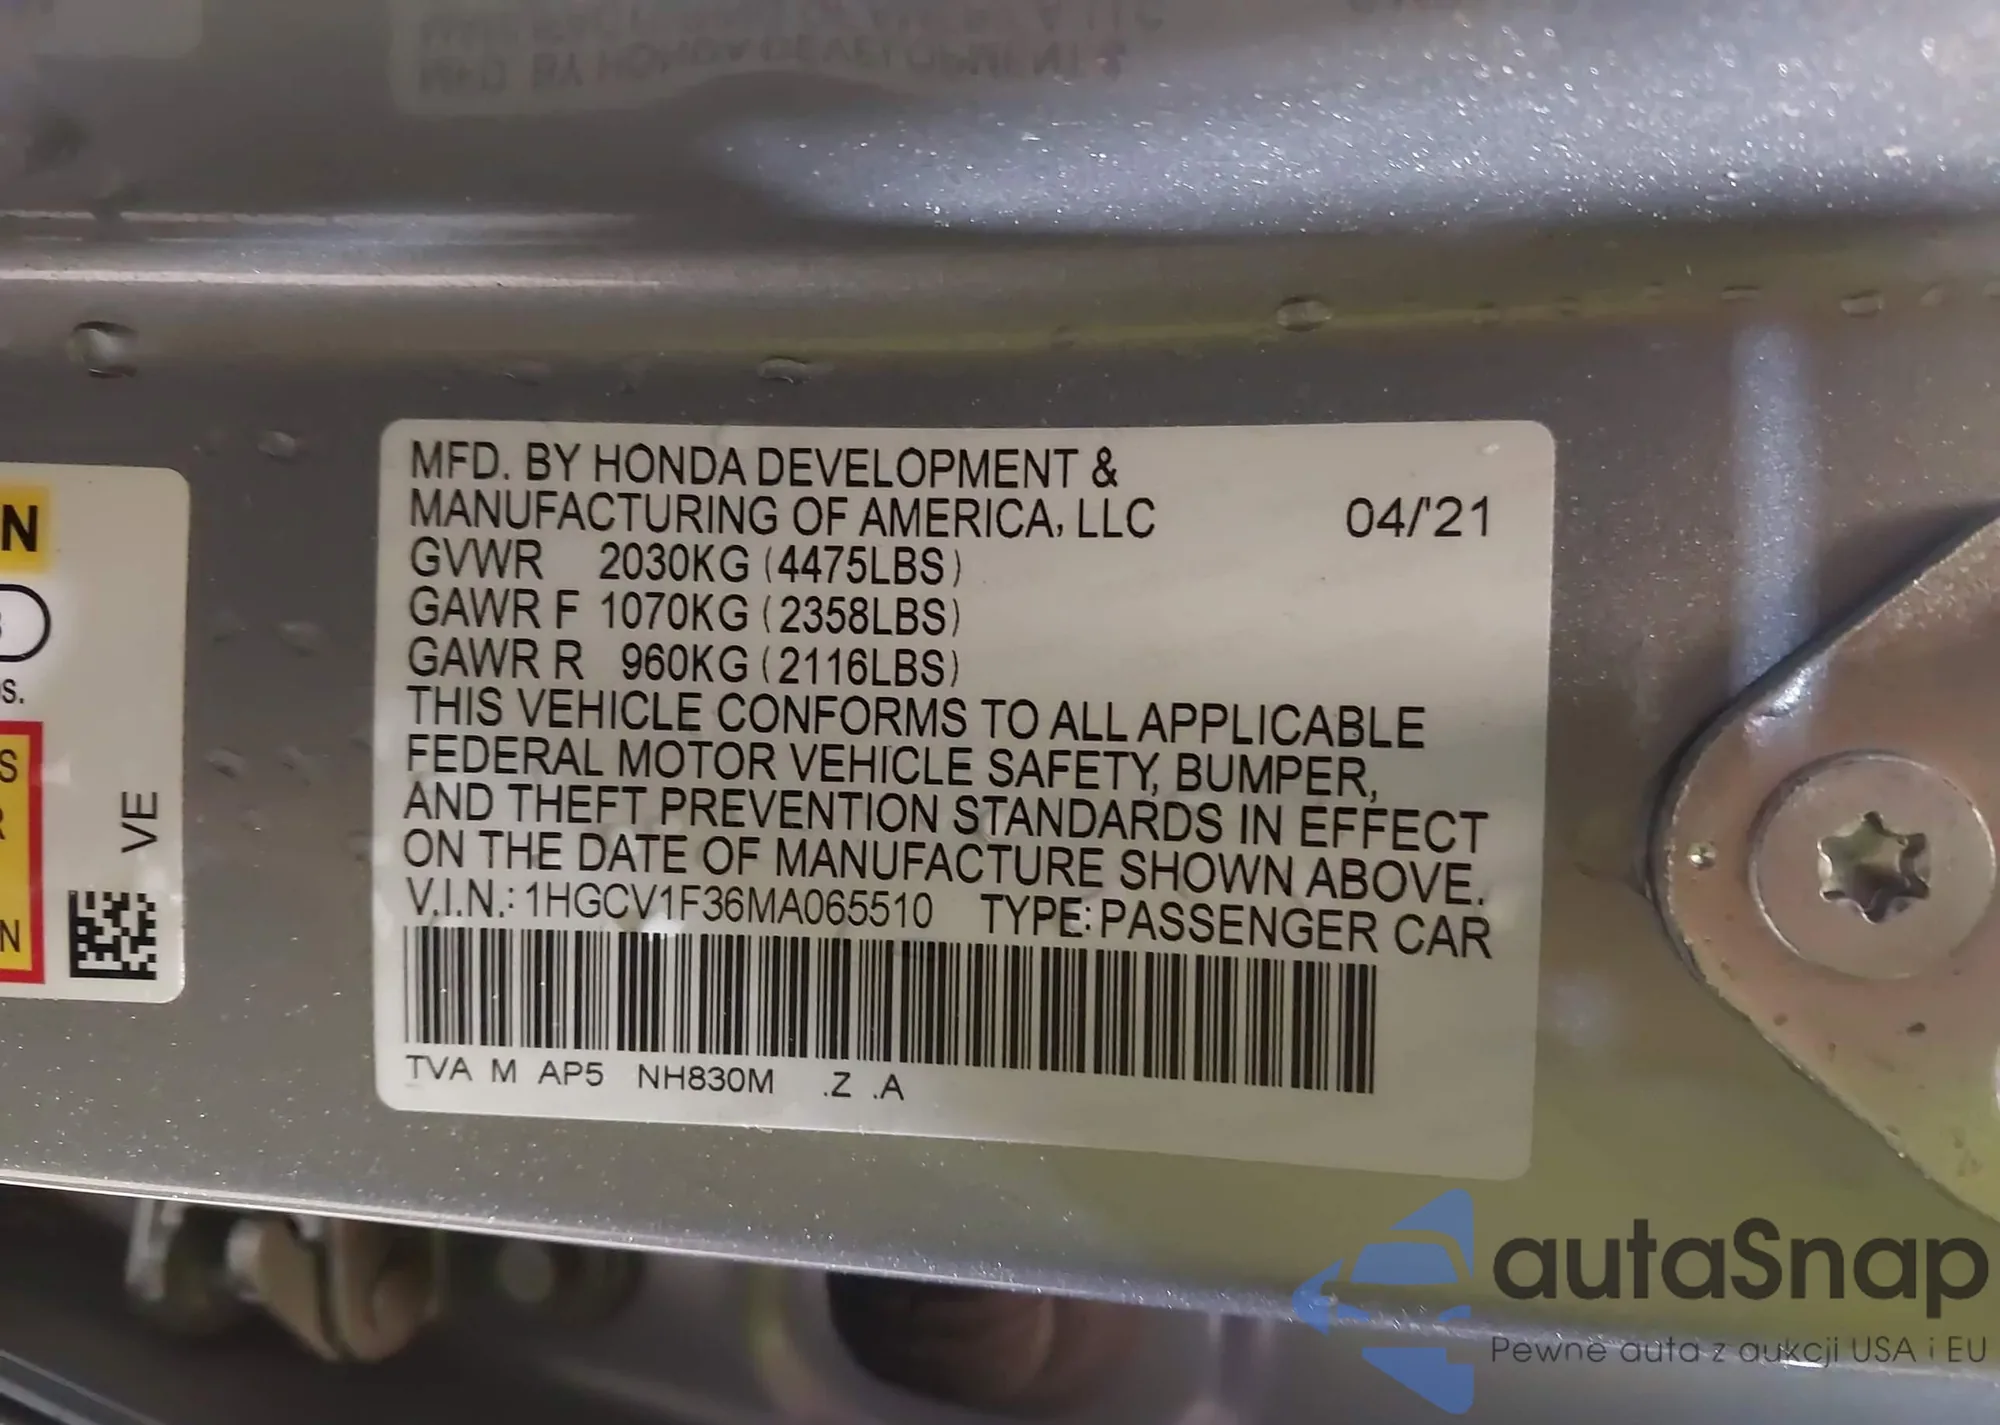 MFD. BY HONDA DEVELOPMENT &
MANUFACTURING OF AMERICA, LLC 04/'21
GVWR 2030KG (4475LBS)
GAWR F 1070KG (2358LBS)
GAWR R 960KG (2116LBS)
THIS VEHICLE CONFORMS TO ALL APPLICABLE
FEDERAL MOTOR VEHICLE SAFETY, BUMPER,
AND THEFT PREVENTION STANDARDS IN EFFECT
ON THE DATE OF MANUFACTURE SHOWN ABOVE.
V.I.N.: 1HGCV1F36MA065510 TYPE: PASSENGER CAR
TVA M AP5 NH830M .Z .A
VE
autaSnap
Pewne auta z aukcji USA i EU